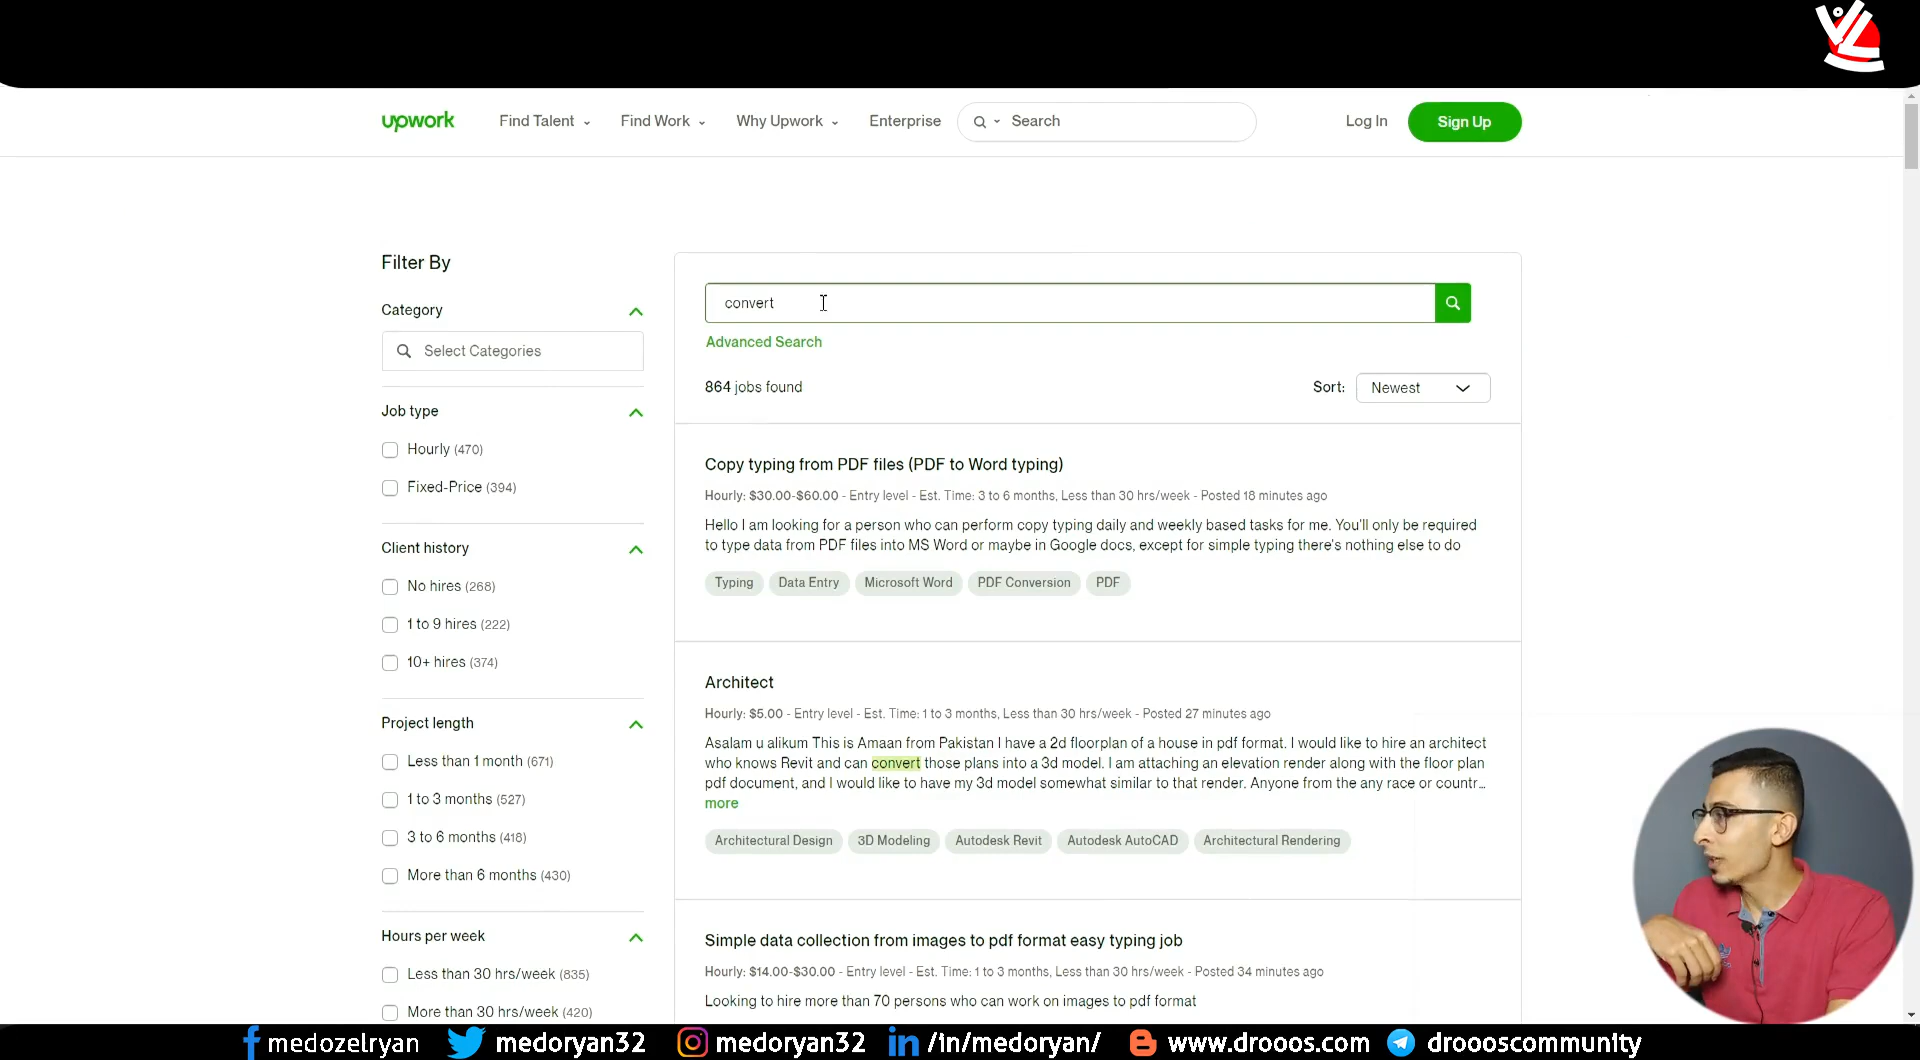 upwork
Find Talent
Find Work
Why Upwork
Enterprise
Search
Log In
Sign Up
Filter By
Category
Select Categories
Job type
Hourly (470)
Fixed-Price (394)
Client history
No hires (268)
1 to 9 hires (222)
10+ hires (374)
Project length
Less than 1 month (671)
1 to 3 months (527)
3 to 6 months (418)
More than 6 months (430)
Hours per week
Less than 30 hrs/week (835)
More than 30 hrs/week (420)
convert
Advanced Search
864 jobs found
Sort: Newest
Copy typing from PDF files (PDF to Word typing)
Hourly: $30.00-$60.00 - Entry level - Est. Time: 3 to 6 months, Less than 30 hrs/week - Posted 18 minutes ago
Hello I am looking for a person who can perform copy typing daily and weekly based tasks for me. You'll only be required
to type data from PDF files into MS Word or maybe in Google docs, except for simple typing there's nothing else to do
Typing Data Entry Microsoft Word PDF Conversion PDF
Architect
Hourly: $5.00 - Entry level - Est. Time: 1 to 3 months, Less than 30 hrs/week - Posted 27 minutes ago
Asalam u alikum This is Amaan from Pakistan I have a 2d floorplan of a house in pdf format. I would like to hire an architect
who knows Revit and can convert those plans into a 3d model. I am attaching an elevation render along with the floor plan
pdf document, and I would like to have my 3d model somewhat similar to that render. Anyone from the any race or countr...
more
Architectural Design 3D Modeling Autodesk Revit Autodesk AutoCAD Architectural Rendering
Simple data collection from images to pdf format easy typing job
Hourly: $14.00-$30.00 - Entry level - Est. Time: 1 to 3 months, Less than 30 hrs/week - Posted 34 minutes ago
Looking to hire more than 70 persons who can work on images to pdf format
medozelryan medoryan32 medoryan32 /in/medoryan/ www.drooos.com droooscommunity